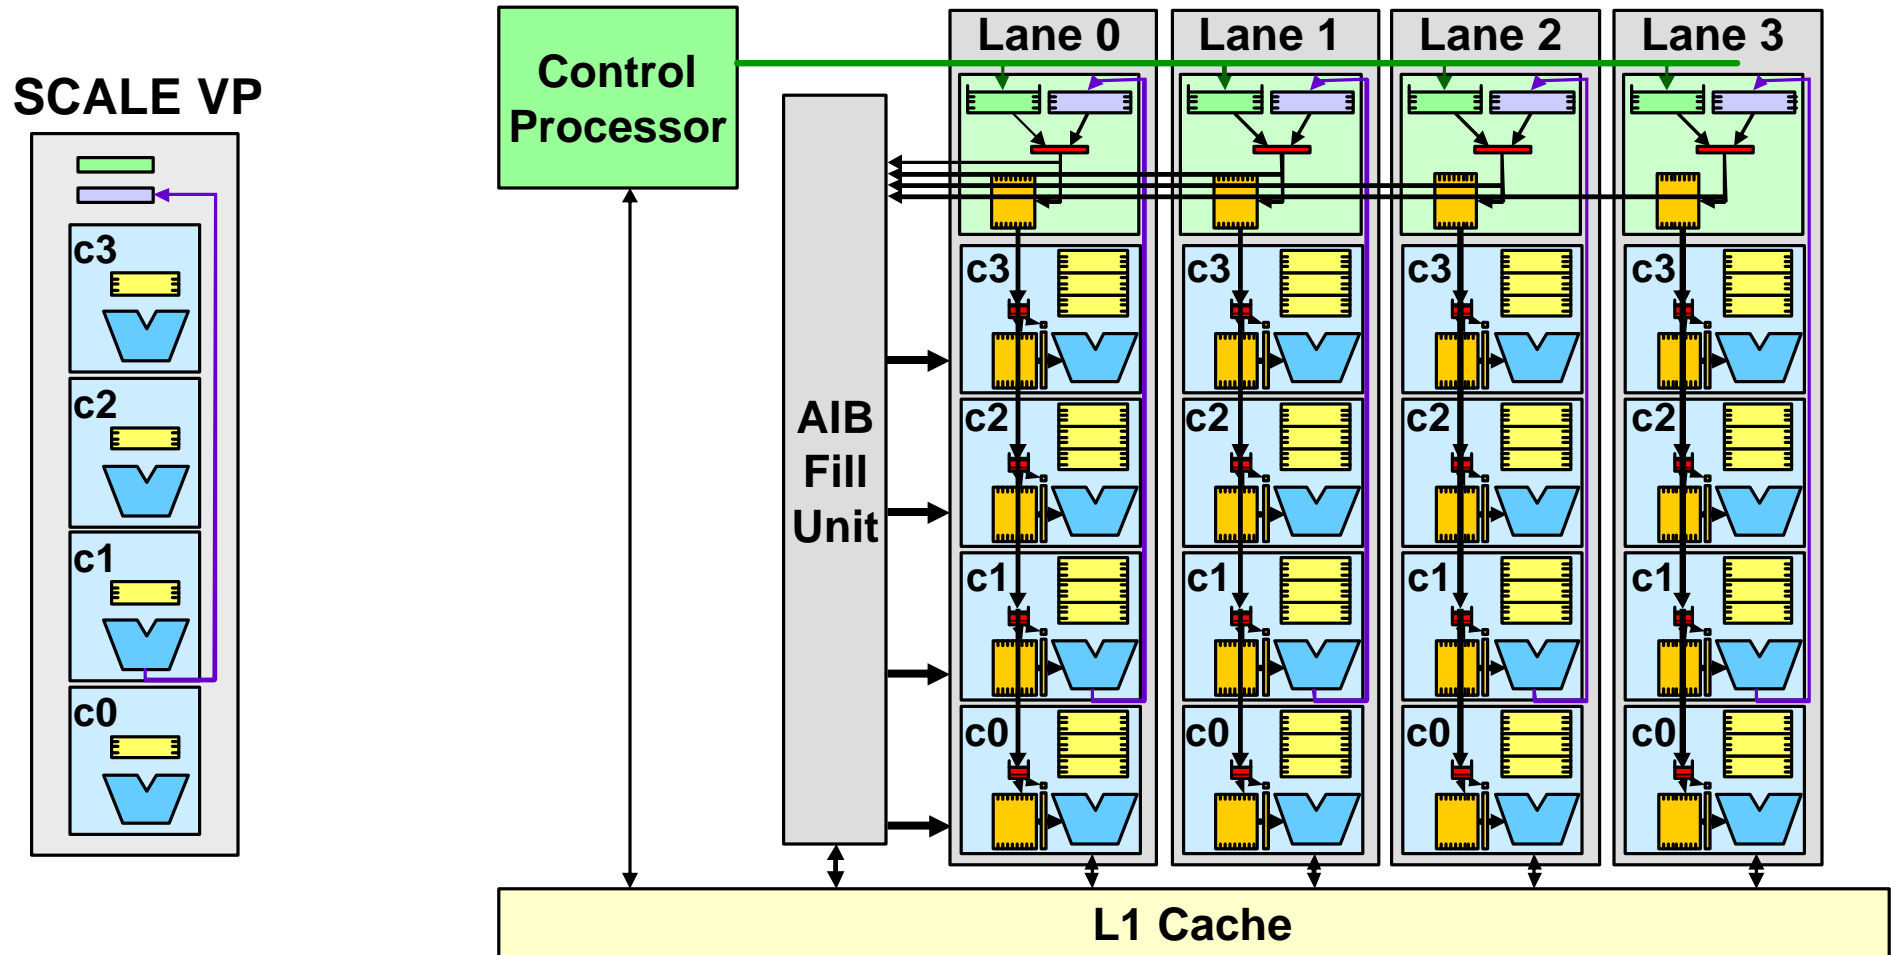 SCALE VP
c3
c2
c1
c0
Control
Processor
AIB
Fill
Unit
Lane 0
c3
c2
c1
c0
Lane 1
c3
c2
c1
c0
Lane 2
c3
c2
c1
c0
Lane 3
c3
c2
c1
c0
L1 Cache